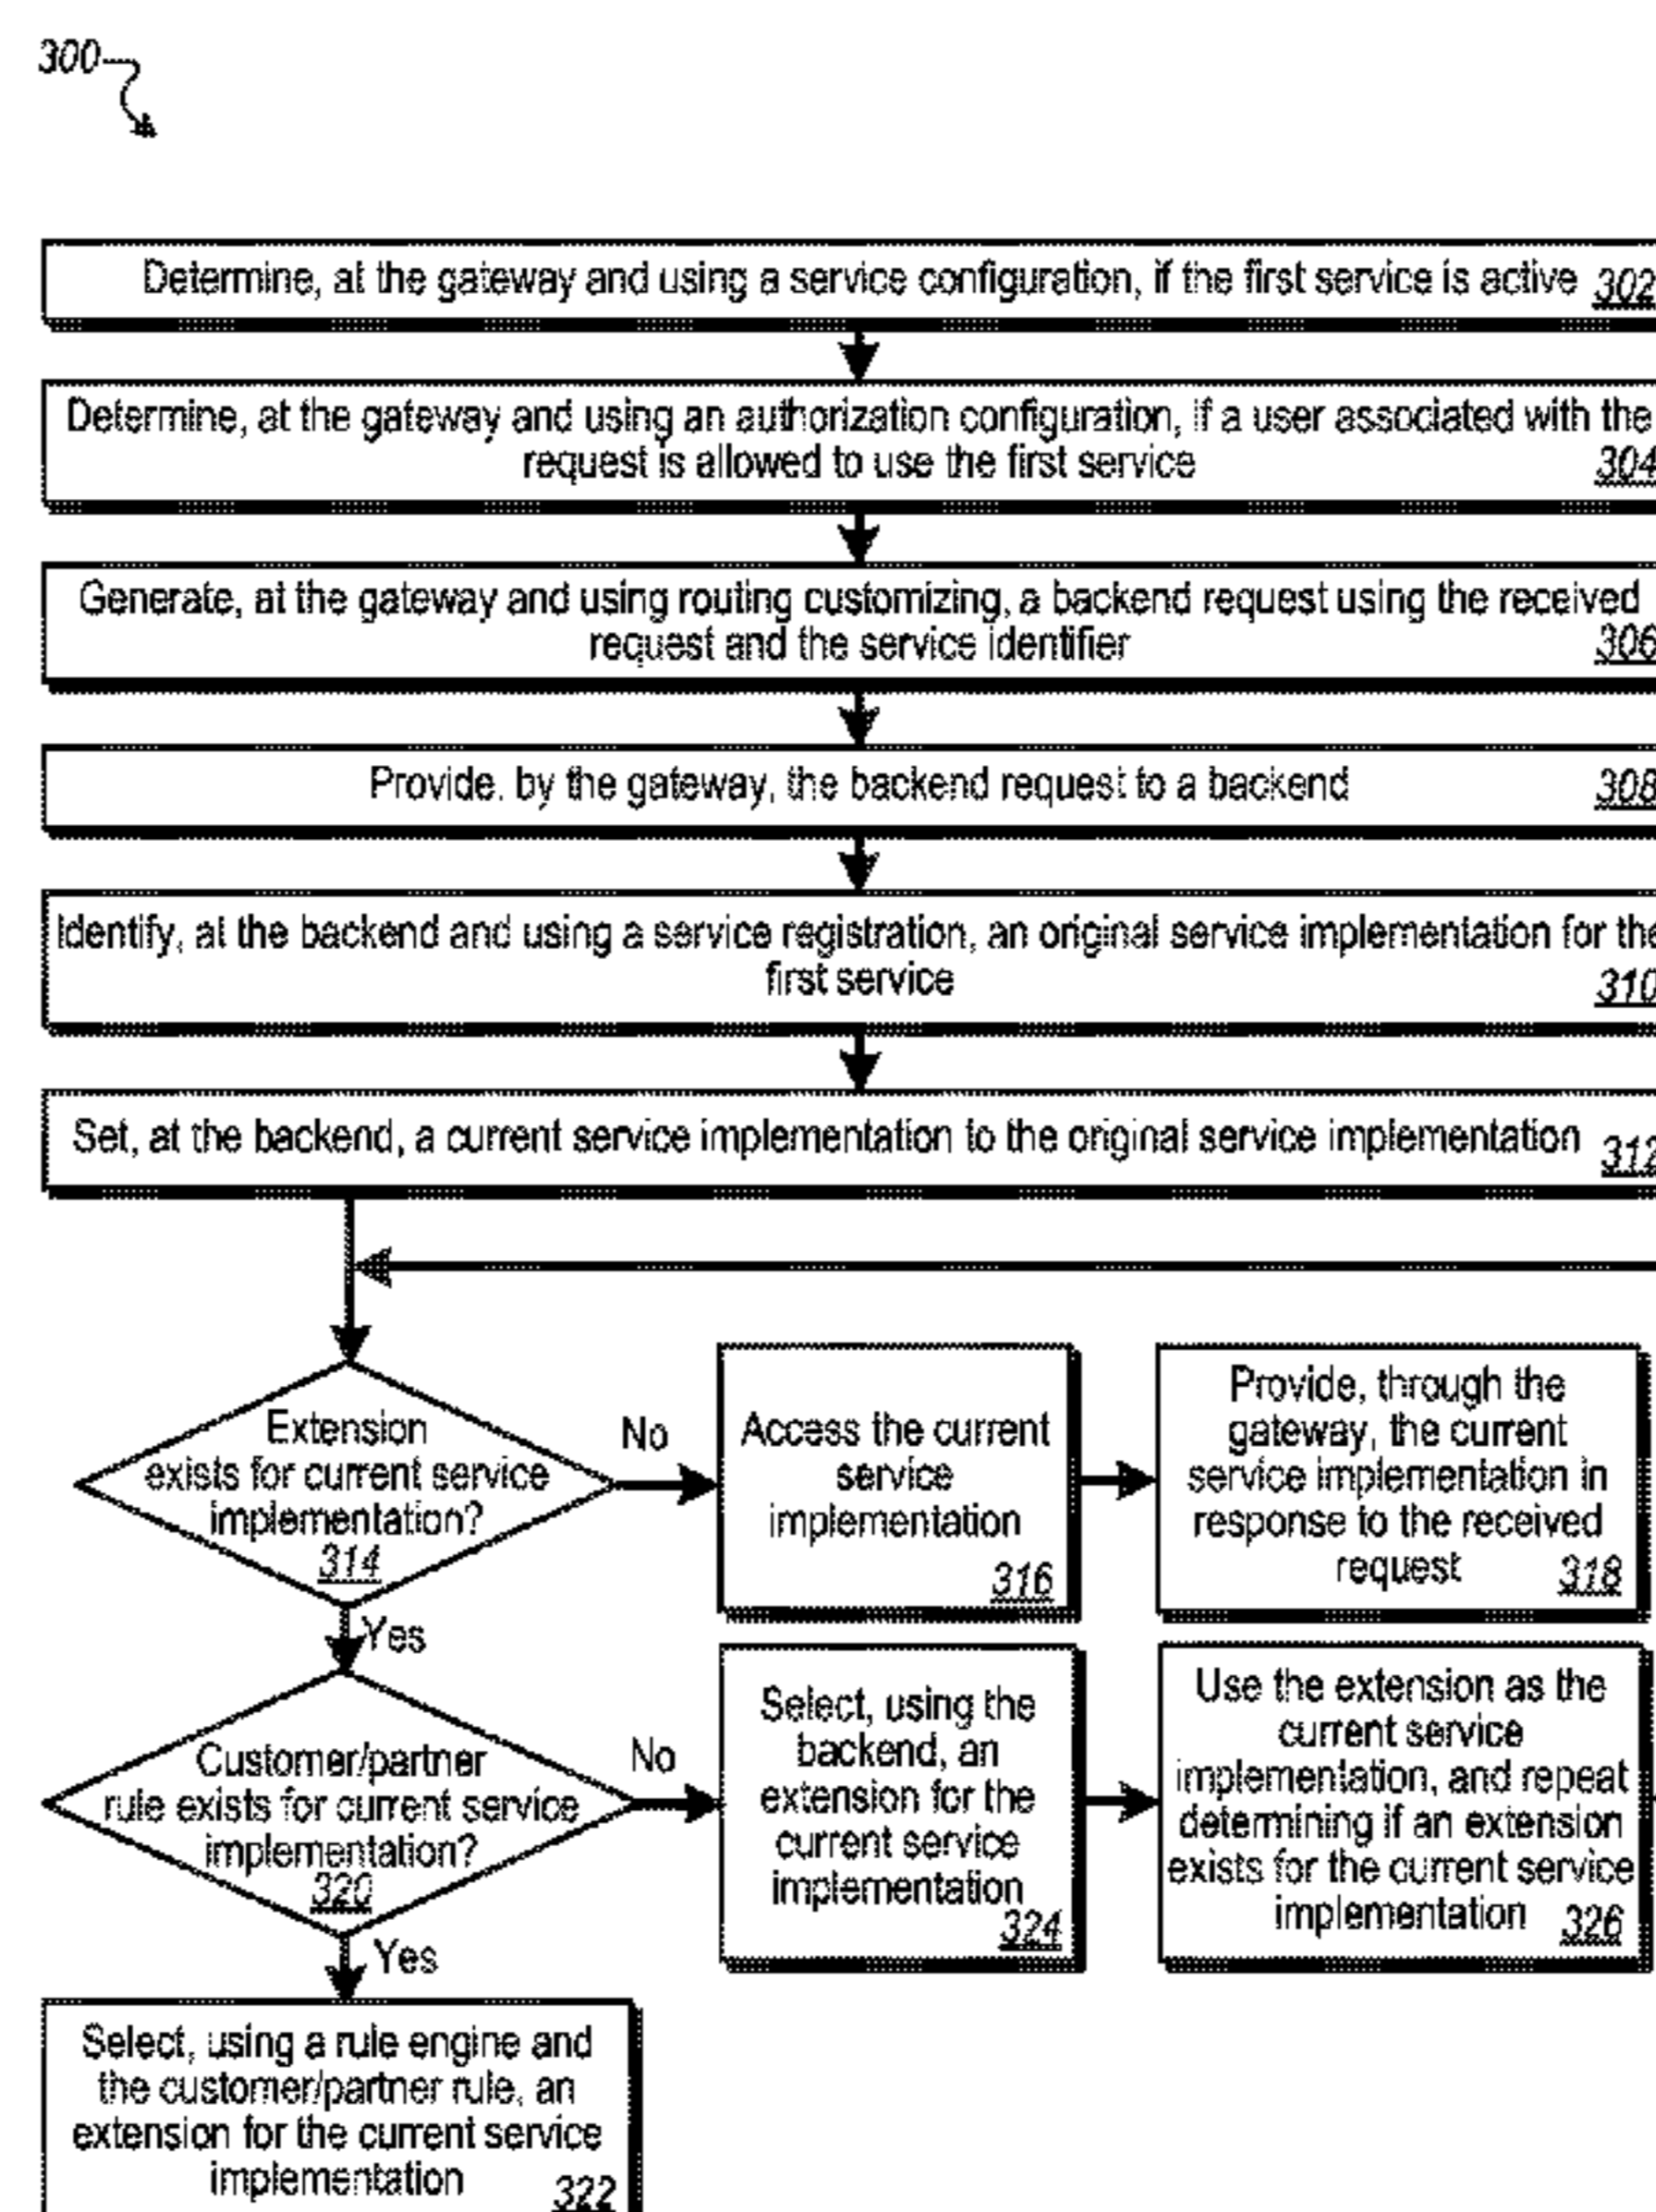 300
Determine, at the gateway and using a service configuration, if the first service is active 302
Determine, at the gateway and using an authorization configuration, if a user associated with the
request is allowed to use the first service 304
Generate, at the gateway and using routing customizing, a backend request using the received
request and the service identifier 306
Provide, by the gateway, the backend request to a backend 308
Identify, at the backend and using a service registration, an original service implementation for the
first service 310
Set, at the backend, a current service implementation to the original service implementation 312
Extension
exists for current service
implementation?
314
No
Access the current
service
implementation
316
Provide, through the
gateway, the current
service implementation in
response to the received
request 318
Yes
Customer/partner
rule exists for current service
implementation?
320
No
Select, using the
backend, an
extension for the
current service
implementation
324
Use the extension as the
current service
implementation, and repeat
determining if an extension
exists for the current service
implementation 326
Yes
Select, using a rule engine and
the customer/partner rule, an
extension for the current service
implementation 322